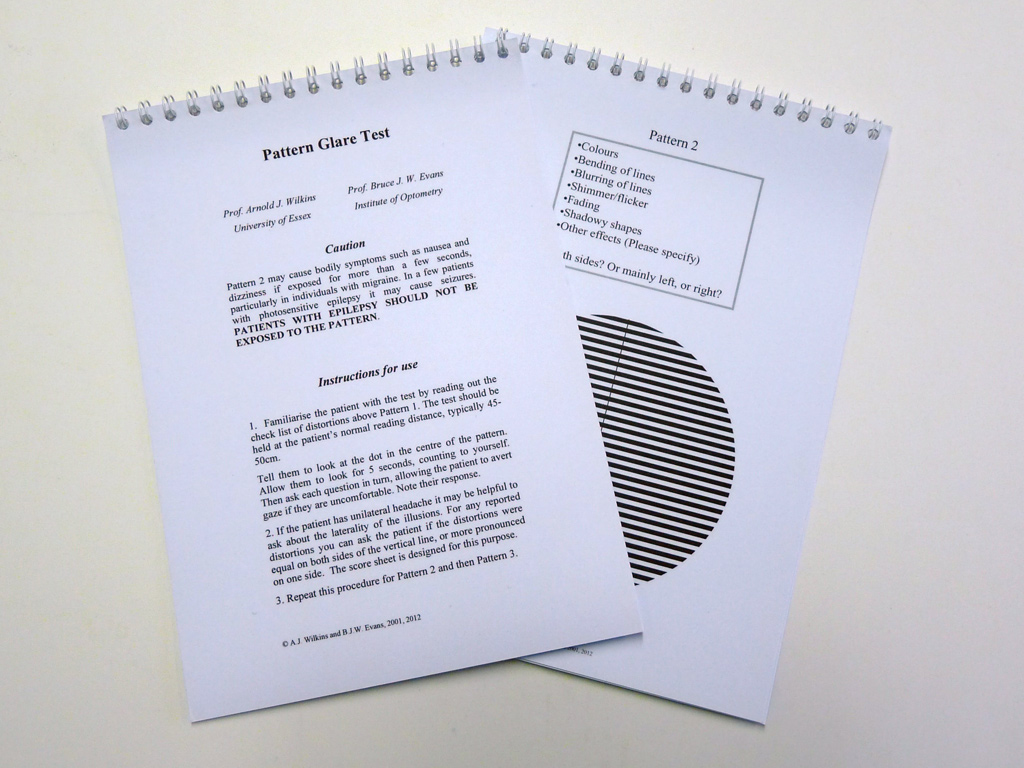 Pattern Glare Test
Prof. Arnold J. Wilkins
University of Essex
Prof. Bruce J. W. Evans
Institute of Optometry
Caution
Pattern 2 may cause bodily symptoms such as nausea and
dizziness if exposed for more than a few seconds,
particularly in individuals with migraine. In a few patients
with photosensitive epilepsy it may cause seizures.
PATIENTS WITH EPILEPSY SHOULD NOT BE
EXPOSED TO THE PATTERN.
Instructions for use
1. Familiarise the patient with the test by reading out the
check list of distortions above Pattern 1. The test should be
held at the patient's normal reading distance, typically 45-
50cm.
Tell them to look at the dot in the centre of the pattern.
Allow them to look for 5 seconds, counting to yourself.
Then ask each question in turn, allowing the patient to avert
gaze if they are uncomfortable. Note their response.
2. If the patient has unilateral headache it may be helpful to
ask about the laterality of the illusions. For any reported
distortions you can ask the patient if the distortions were
equal on both sides of the vertical line, or more pronounced
on one side. The score sheet is designed for this purpose.
3. Repeat this procedure for Pattern 2 and then Pattern 3.
© A.J. Wilkins and B.J.W. Evans, 2001, 2012
Pattern 2
•Colours
•Bending of lines
•Blurring of lines
•Shimmer/flicker
•Fading
•Shadowy shapes
•Other effects (Please specify)
th sides? Or mainly left, or right?
2012